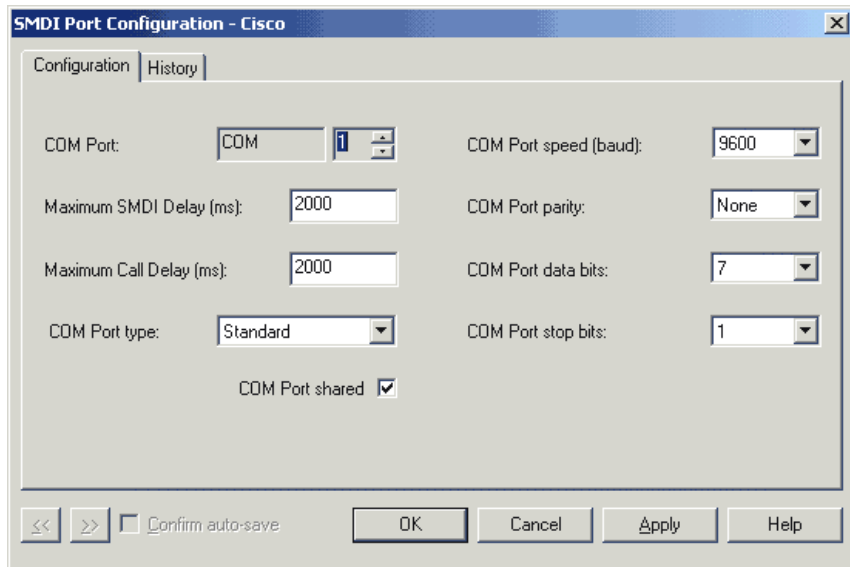 SMDI Port Configuration - Cisco
Configuration
History
COM Port: COM 1
COM Port speed (baud): 9600
Maximum SMDI Delay (ms): 2000
COM Port parity: None
Maximum Call Delay (ms): 2000
COM Port data bits: 7
COM Port type: Standard
COM Port stop bits: 1
COM Port shared
<< >> Confirm auto-save OK Cancel Apply Help